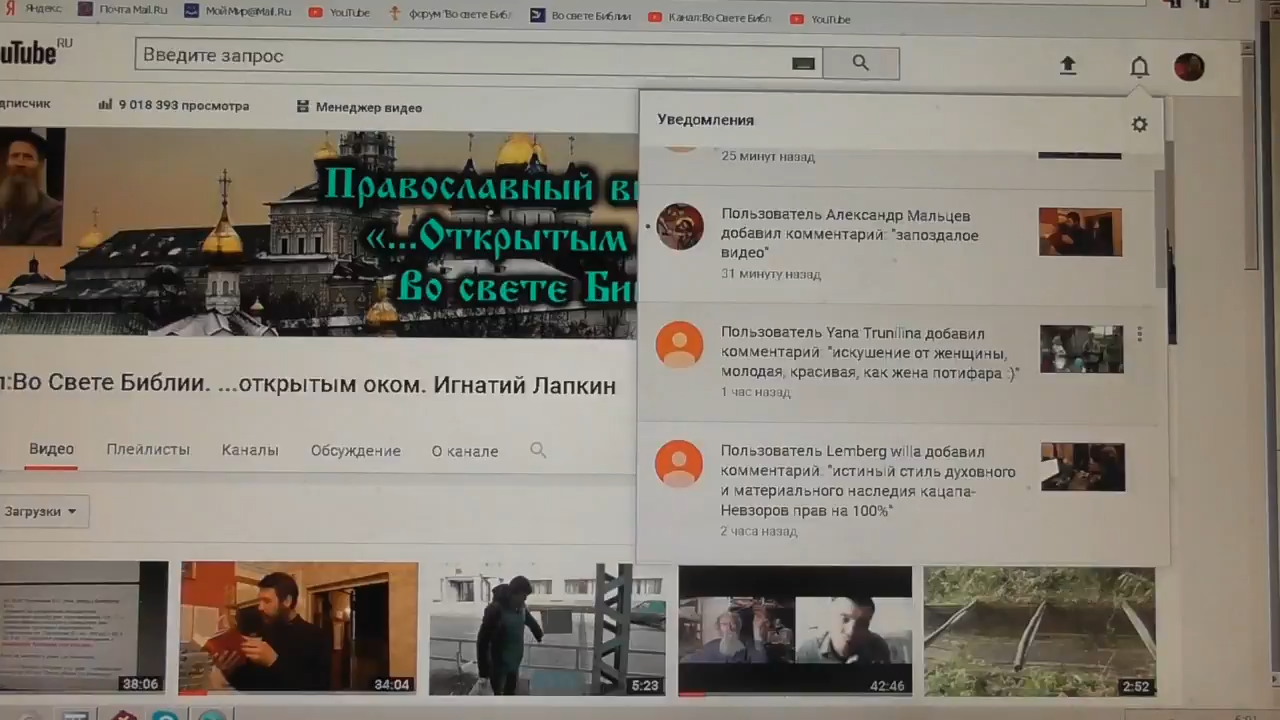 Яндекс Почта Mail.Ru МойМир@Mail.Ru YouTube форум "Во свете Библ Во свете Библии Канал:Во Свете Библ YouTube
uTube RU
Введите запрос
дписчик 9 018 393 просмотра Менеджер видео
Православный ви
«...Открытым
Во свете Би
л:Во Свете Библии. ...открытым оком. Игнатий Лапкин
Видео Плейлисты Каналы Обсуждение О канале
Загрузки
38:06
34:04
5:23
42:46
2:52
Уведомления
25 минут назад
Пользователь Александр Мальцев
добавил комментарий: "запоздалое
видео"
31 минуту назад
Пользователь Yana Trunilina добавил
комментарий: "искушение от женщины,
молодая, красивая, как жена потифара :)"
1 час назад
Пользователь Lemberg willa добавил
комментарий: "истиный стиль духовного
и материального наследия кацапа-
Невзоров прав на 100%"
2 часа назад